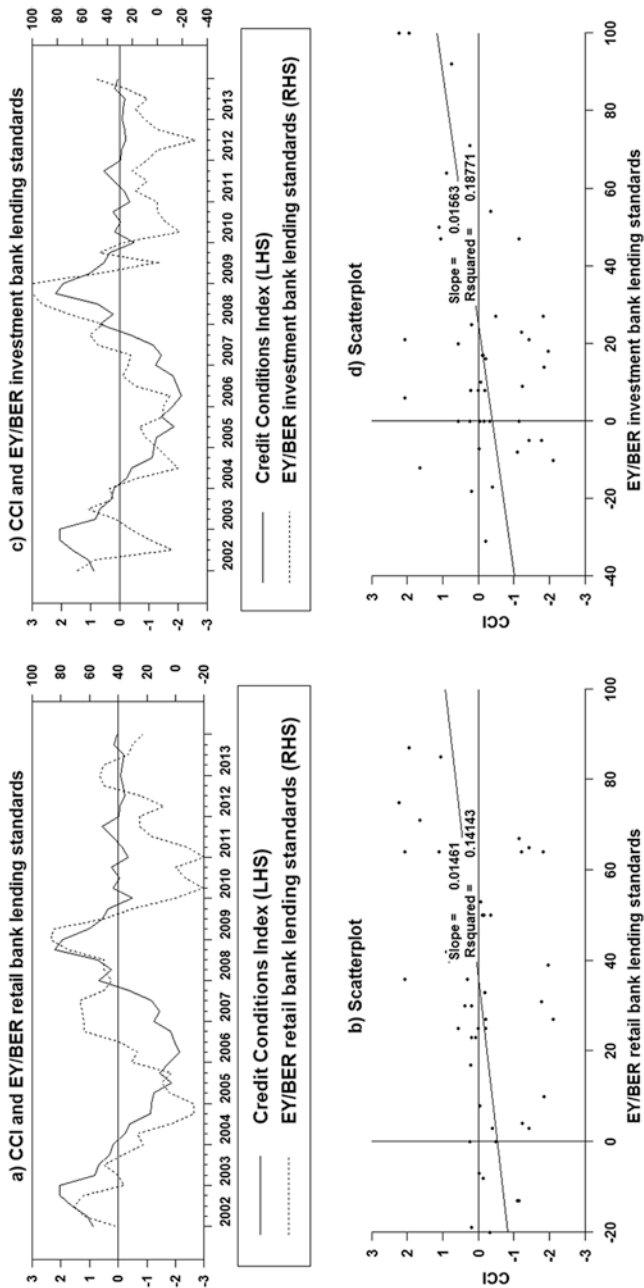 a) CCI and EY/BER retail bank lending standards
3
2
1
0
-1
-2
-3
100
80
60
40
20
0
-20
2002 2003 2004 2005 2006 2007 2008 2009 2010 2011 2012 2013
Credit Conditions Index (LHS)
EY/BER retail bank lending standards (RHS)
c) CCI and EY/BER investment bank lending standards
3
2
1
0
-1
-2
-3
100
80
60
40
20
0
-20
-40
2002 2003 2004 2005 2006 2007 2008 2009 2010 2011 2012 2013
Credit Conditions Index (LHS)
EY/BER investment bank lending standards (RHS)
b) Scatterplot
3
2
1
0
-1
-2
-3
CCI
Slope = 0.01461
Rsquared = 0.14143
-20 0 20 40 60 80 100
EY/BER retail bank lending standards
d) Scatterplot
3
2
1
0
-1
-2
-3
CCI
Slope = 0.01563
Rsquared = 0.18771
-40 -20 0 20 40 60 80 100
EY/BER investment bank lending standards